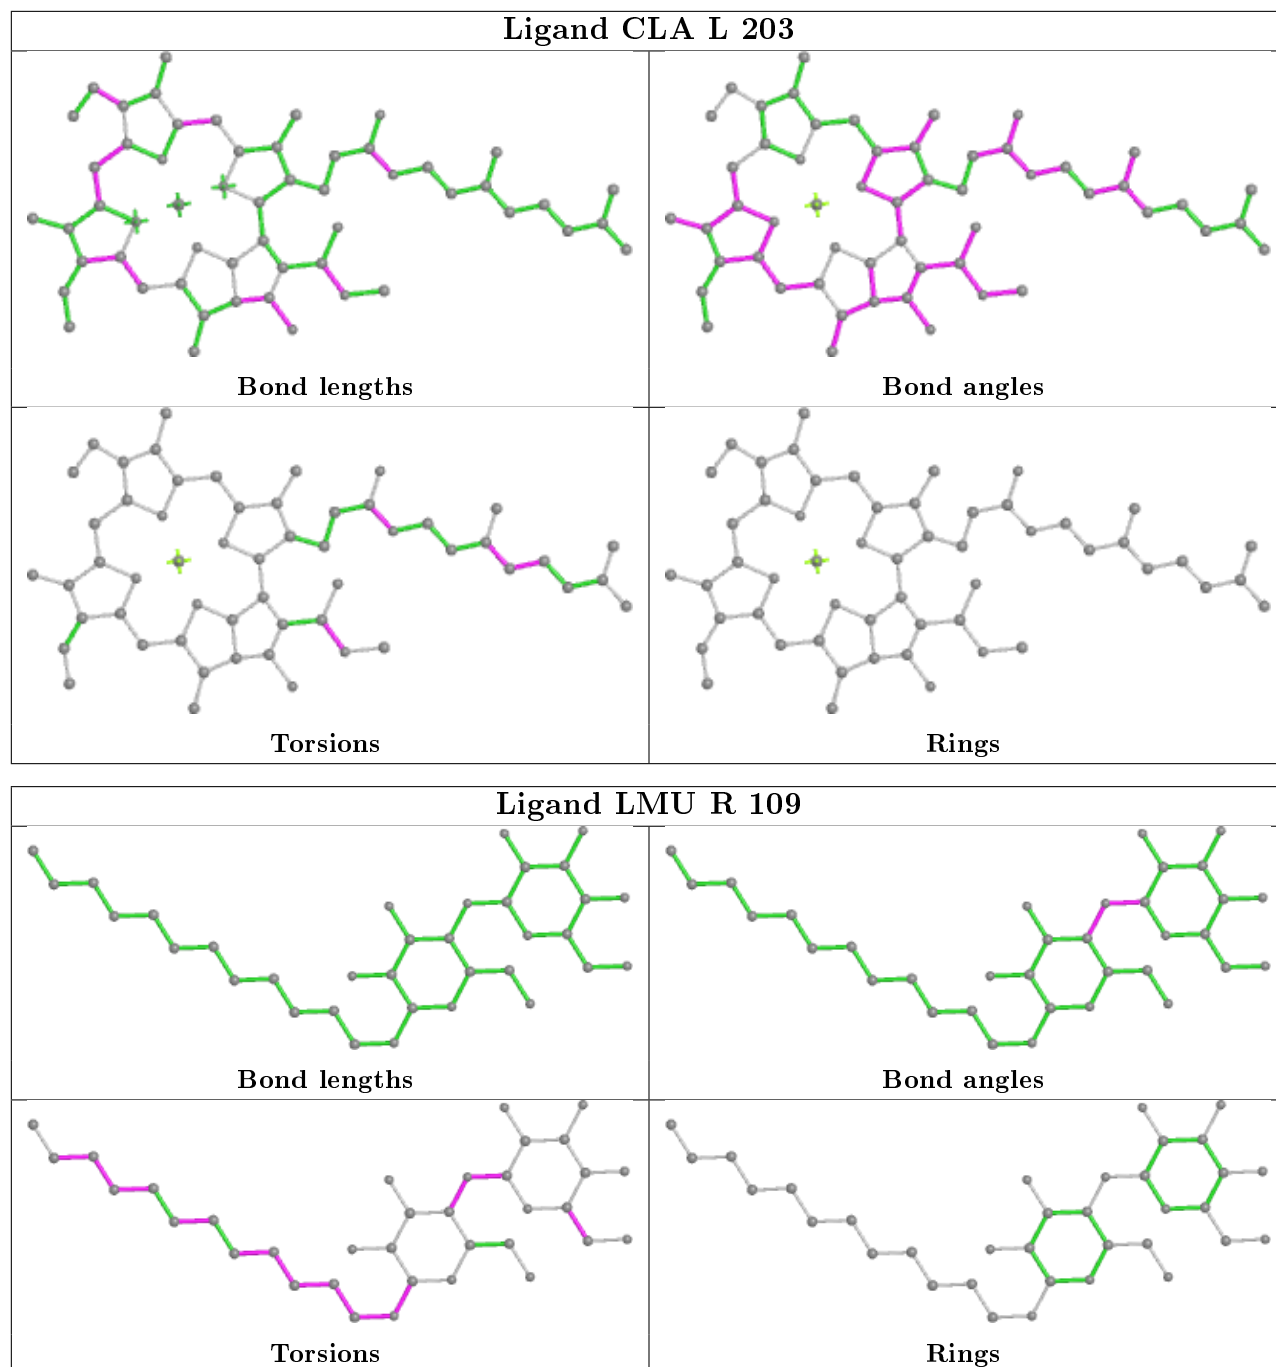 Ligand CLA L 203
Bond lengths
Bond angles
Torsions
Rings
Ligand LMU R 109
Bond lengths
Bond angles
Torsions
Rings